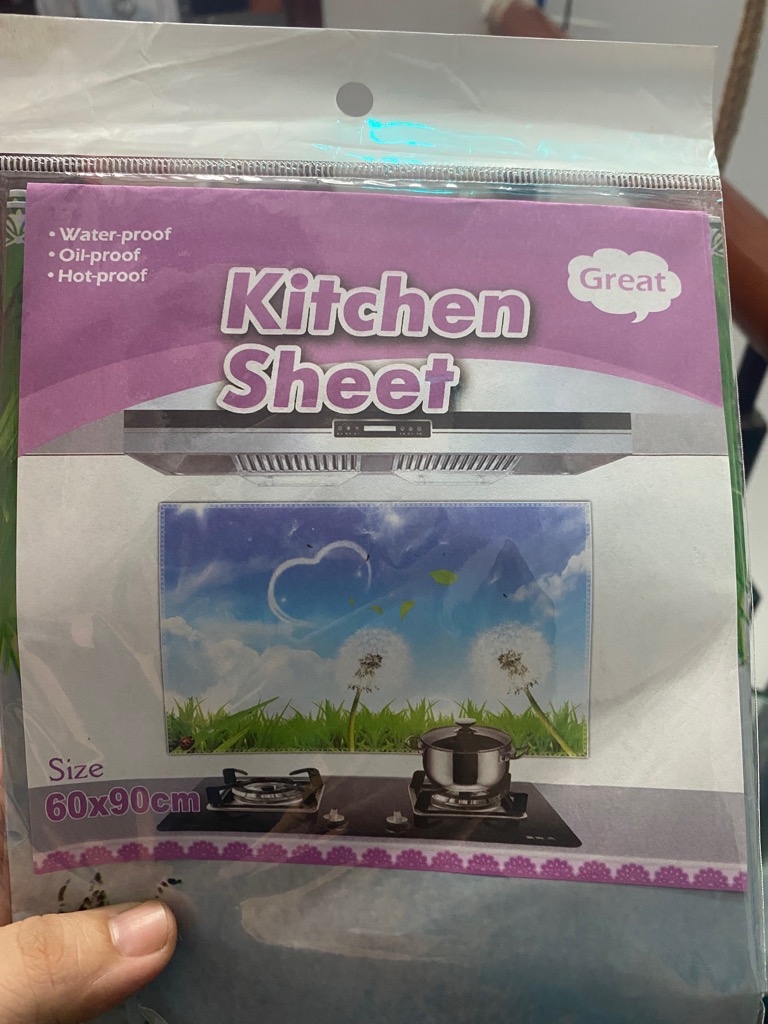 • Water-proof
• Oil-proof
• Hot-proof
Great
Kitchen
Sheet
Size
60x90cm